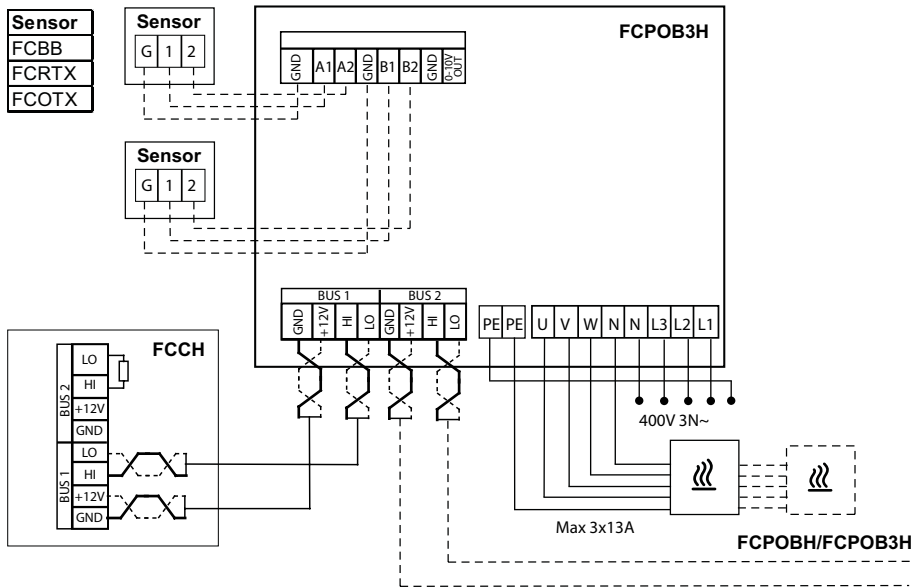 Sensor
FCBB
FCRTX
FCOTX
Sensor
G 1 2
FCPOB3H
GND A1 A2 GND B1 B2 GND 0-10V OUT
Sensor
G 1 2
BUS 1 BUS 2
GND +12V HI LO GND +12V HI LO
PE PE U V W N N L3 L2 L1
FCCH
BUS 2
LO
HI
+12V
GND
BUS 1
LO
HI
+12V
GND
400V 3N~
Max 3x13A
FCPOBH/FCPOB3H